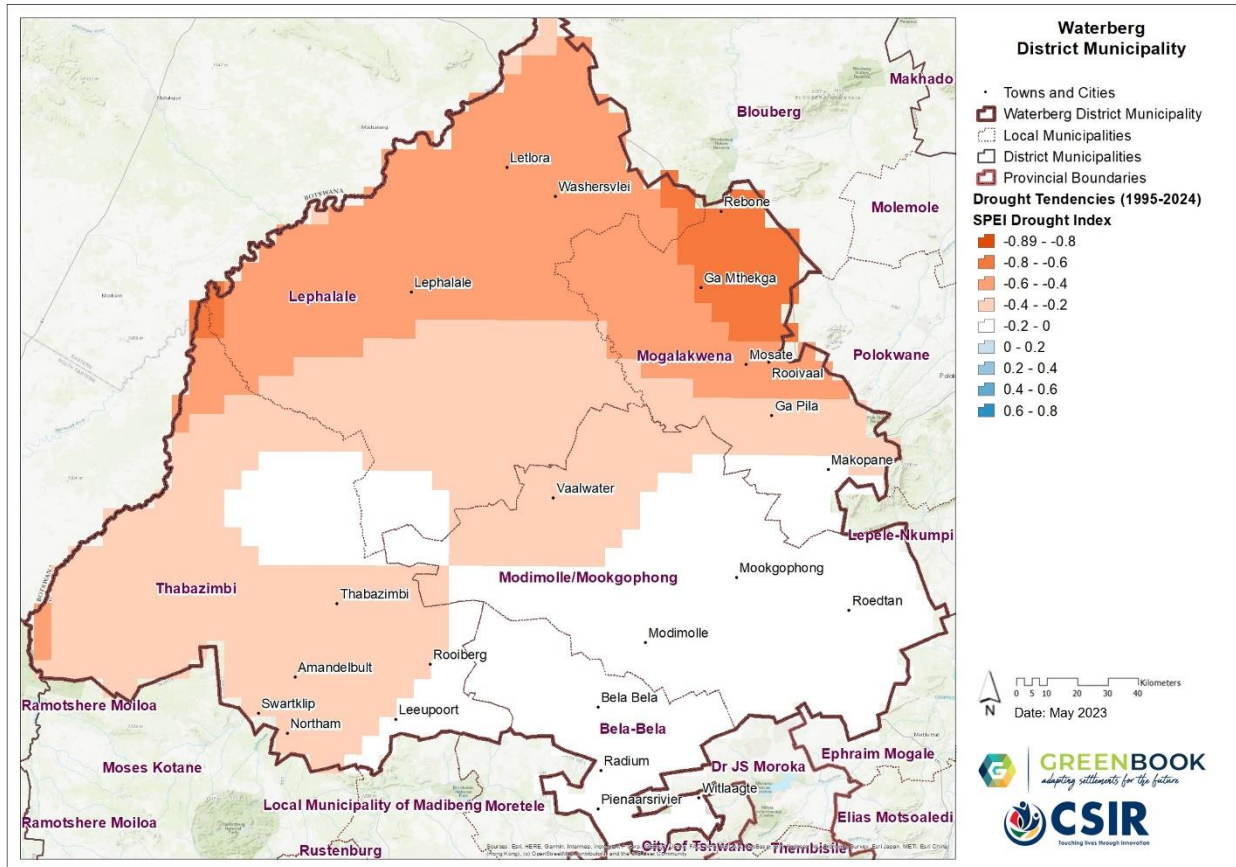 Waterberg
District Municipality
Towns and Cities
Waterberg District Municipality
Local Municipalities
District Municipalities
Provincial Boundaries
Drought Tendencies (1995-2024)
SPEI Drought Index
-0.89 - -0.8
-0.8 - -0.6
-0.6 - -0.4
-0.4 - -0.2
-0.2 - 0
0 - 0.2
0.2 - 0.4
0.4 - 0.6
0.6 - 0.8
Makhado
Blouberg
Letlora
Washersvlei
BOTSWANA
Rebone
Molemole
Ga Mthekga
Lephalale
Lephalale
Mogalakwena
Mosate
Rooivaal
Polokwane
Ga Pila
Makopane
Vaalwater
Lepele-Nkumpi
Mookgophong
Modimolle/Mookgophong
Thabazimbi
Thabazimbi
Roedtan
Modimolle
Rooiberg
Amandelbult
Ramotshere Moiloa
Swartklip
Leeupoort
Northam
Bela Bela
Bela-Bela
Moses Kotane
Radium
Dr JS Moroka
Ephraim Mogale
Local Municipality of Madibeng
Moretele
Pienaarsrivier
Witlaagte
Elias Motsoaledi
Ramotshere Moiloa
Rustenburg
City of Tshwane
Thembisile
N
0 5 10 20 30 40
Kilometers
Date: May 2023
G
GREENBOOK
adapting settlements for the future
CSIR
Touching lives through innovation